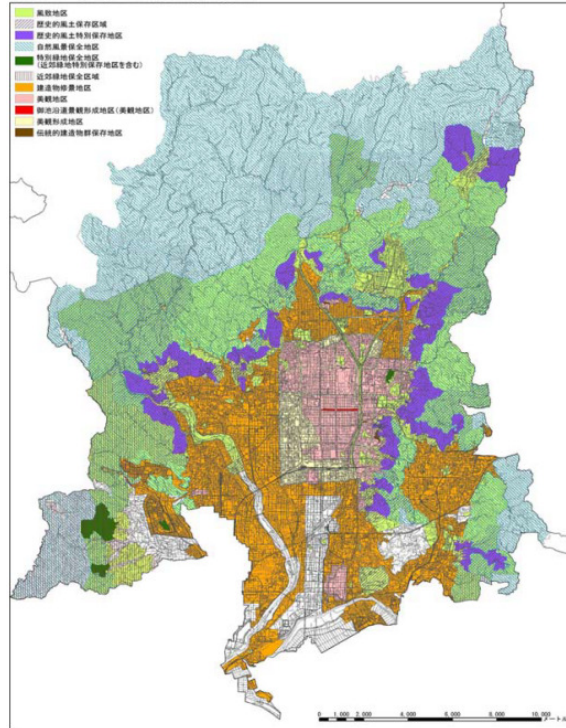 風致地区
歴史的風土保存区域
歴史的風土特別保存地区
自然風景保全地区
特別緑地保全地区
(近郊緑地特別保存地区を含む)
近郊緑地保全区域
建造物修景地区
美観地区
御池沿道景観形成地区(美観地区)
美観形成地区
伝統的建造物群保存地区
0 1,000 2,000 4,000 6,000 8,000 10,000 メートル